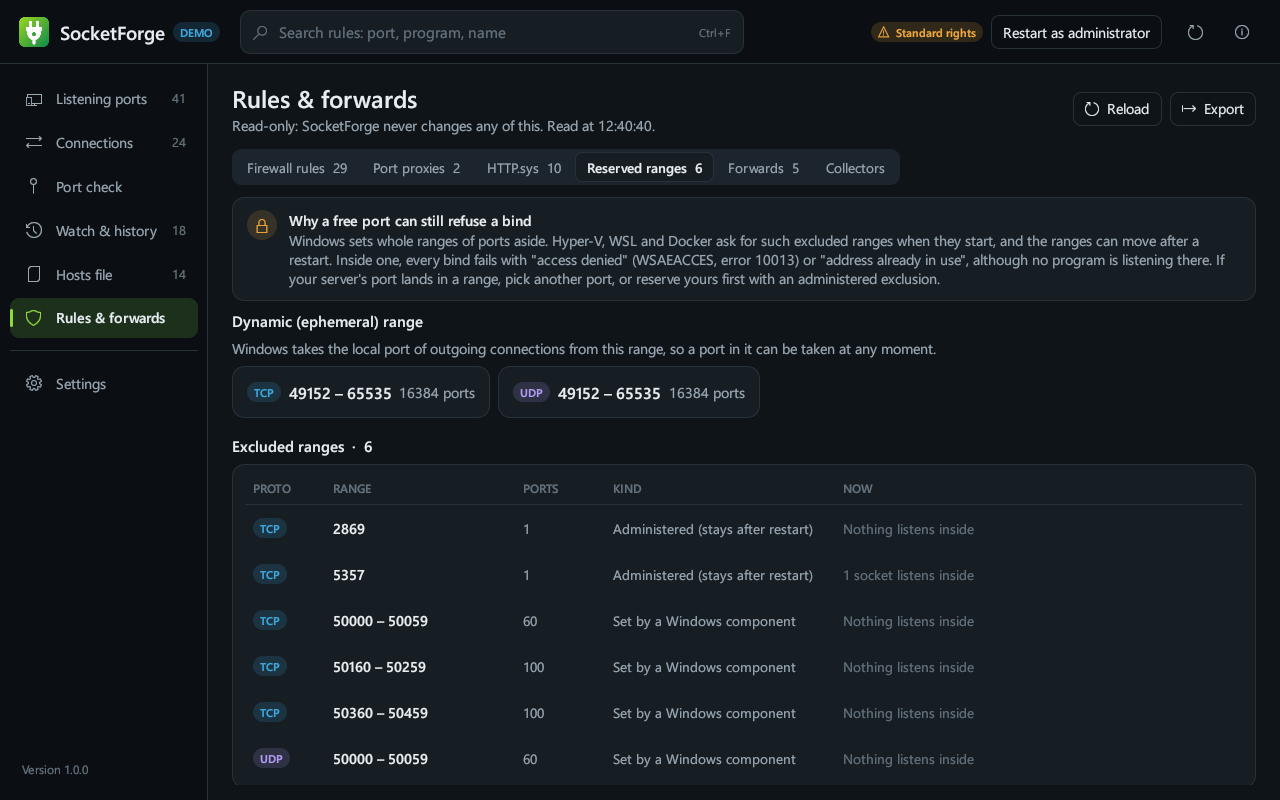 SocketForge DEMO
Search rules: port, program, name Ctrl+F
Standard rights
Restart as administrator
Listening ports 41
Connections 24
Port check
Watch & history 18
Hosts file 14
Rules & forwards
Settings
Version 1.0.0
Rules & forwards
Read-only: SocketForge never changes any of this. Read at 12:40:40.
Reload
Export
Firewall rules 29 Port proxies 2 HTTP.sys 10 Reserved ranges 6 Forwards 5 Collectors
Why a free port can still refuse a bind
Windows sets whole ranges of ports aside. Hyper-V, WSL and Docker ask for such excluded ranges when they start, and the ranges can move after a
restart. Inside one, every bind fails with "access denied" (WSAEACCES, error 10013) or "address already in use", although no program is listening there. If
your server's port lands in a range, pick another port, or reserve yours first with an administered exclusion.
Dynamic (ephemeral) range
Windows takes the local port of outgoing connections from this range, so a port in it can be taken at any moment.
TCP 49152 – 65535 16384 ports
UDP 49152 – 65535 16384 ports
Excluded ranges · 6
PROTO RANGE PORTS KIND NOW
TCP 2869 1 Administered (stays after restart) Nothing listens inside
TCP 5357 1 Administered (stays after restart) 1 socket listens inside
TCP 50000 – 50059 60 Set by a Windows component Nothing listens inside
TCP 50160 – 50259 100 Set by a Windows component Nothing listens inside
TCP 50360 – 50459 100 Set by a Windows component Nothing listens inside
UDP 50000 – 50059 60 Set by a Windows component Nothing listens inside